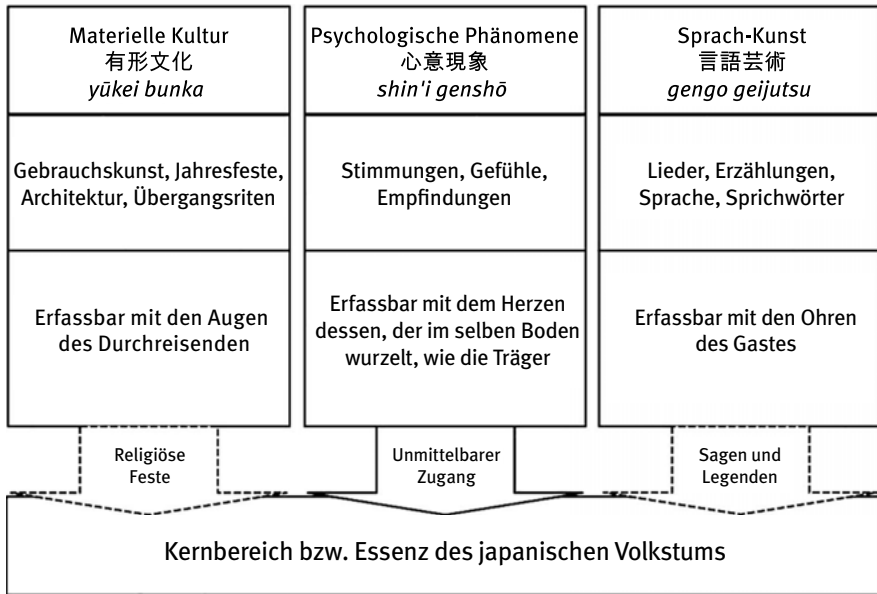 Materielle Kultur
有形文化
yūkei bunka
Gebrauchskunst, Jahresfeste,
Architektur, Übergangsriten
Erfassbar mit den Augen
des Durchreisenden
Religiöse
Feste
Psychologische Phänomene
心意現象
shin'i genshō
Stimmungen, Gefühle,
Empfindungen
Erfassbar mit dem Herzen
dessen, der im selben Boden
wurzelt, wie die Träger
Unmittelbarer
Zugang
Sprach-Kunst
言語芸術
gengo geijutsu
Lieder, Erzählungen,
Sprache, Sprichwörter
Erfassbar mit den Ohren
des Gastes
Sagen und
Legenden
Kernbereich bzw. Essenz des japanischen Volkstums